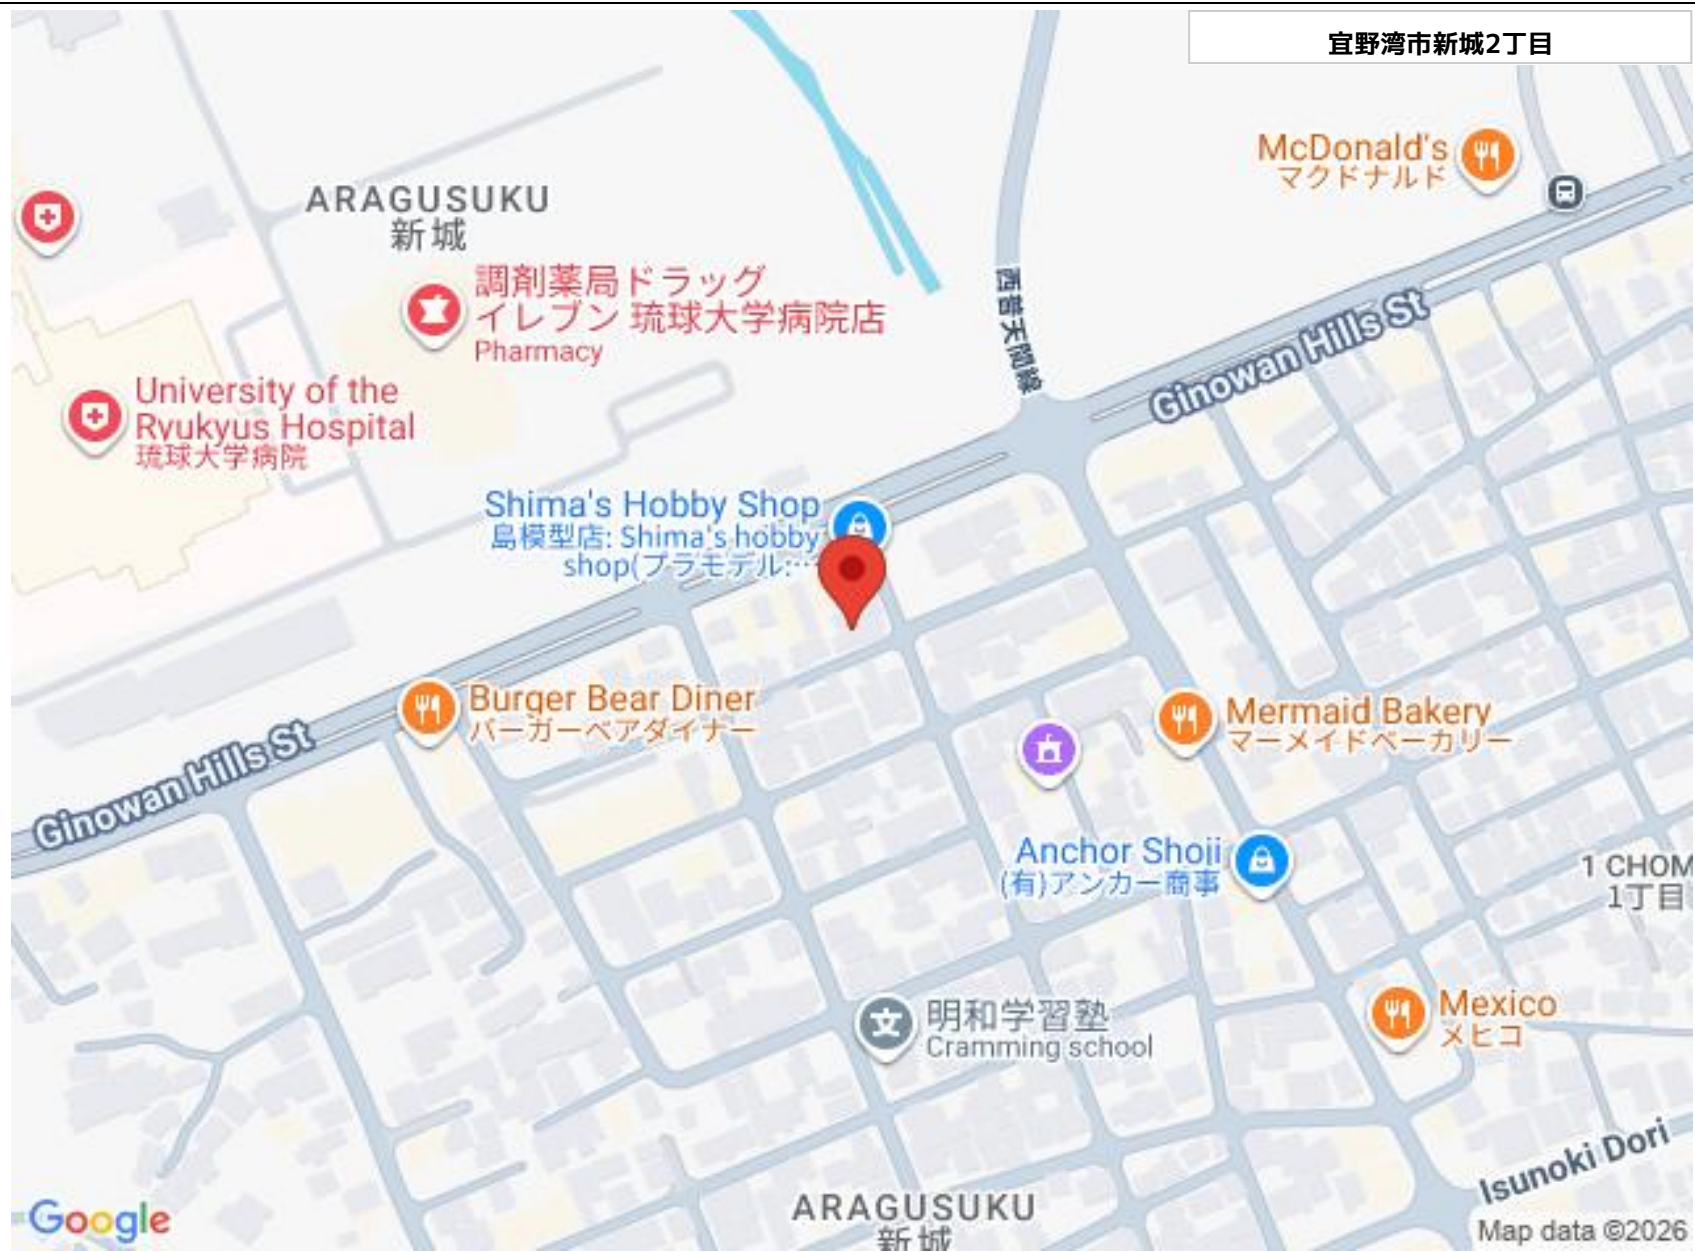 宜野湾市新城2丁目
McDonald's
マクドナルド
ARAGUSUKU
新城
調剤薬局ドラッグ
イレブン 琉球大学病院店
Pharmacy
西普天間線
Ginowan Hills St
University of the
Ryukyus Hospital
琉球大学病院
Shima's Hobby Shop
島模型店: Shima's hobby
shop(プラモデル:…
Burger Bear Diner
バーガーベアダイナー
Mermaid Bakery
マーメイドベーカリー
Ginowan Hills St
Anchor Shoji
(有)アンカー商事
1 CHOM
1丁目
明和学習塾
Cramming school
Mexico
メヒコ
Isunoki Dori
ARAGUSUKU
新城
Google
Map data ©2026